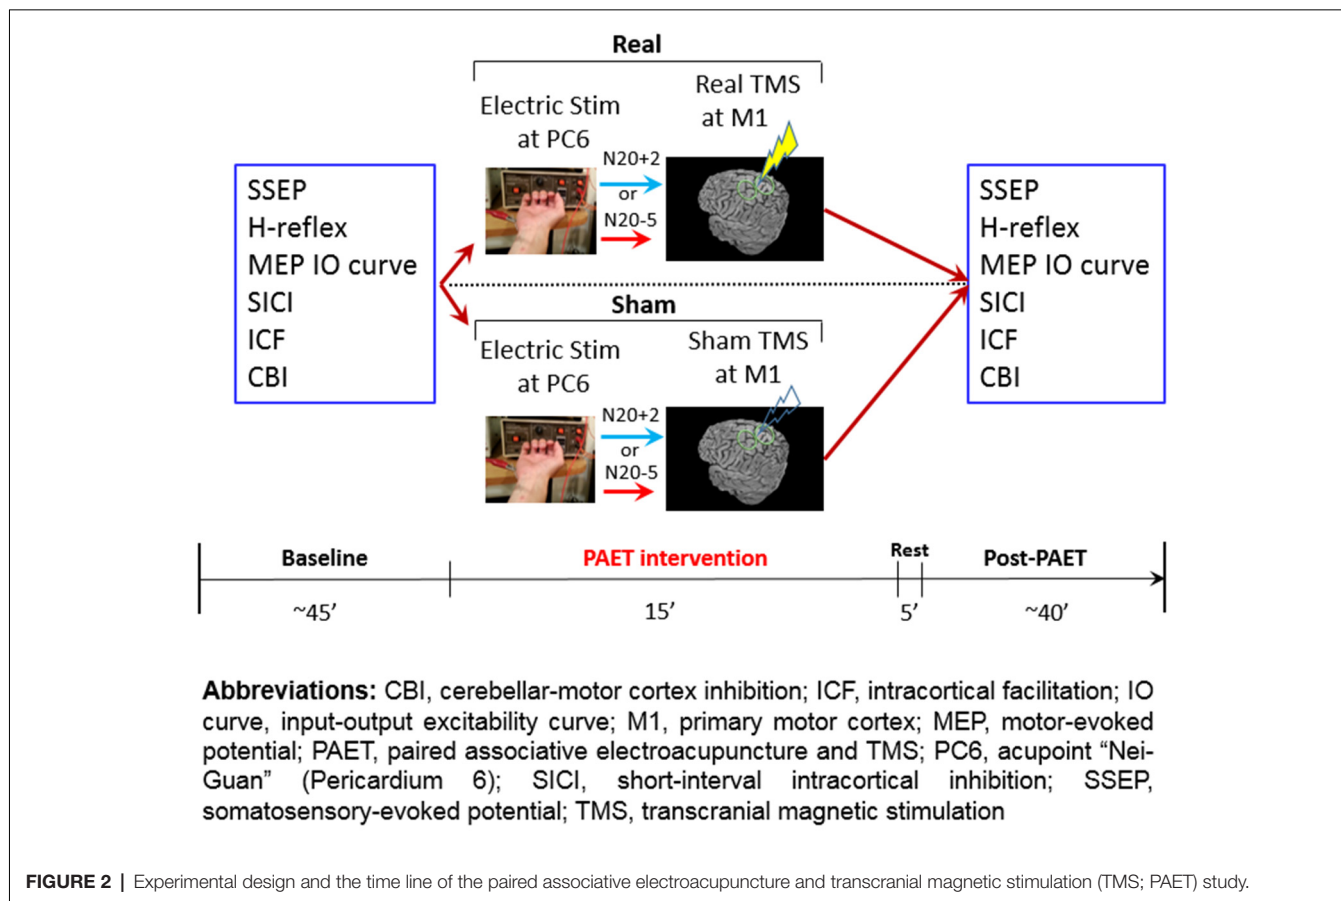 Real
Electric Stim
at PC6
Real TMS
at M1
N20+2
or
N20-5
SSEP
H-reflex
MEP IO curve
SICI
ICF
CBI
SSEP
H-reflex
MEP IO curve
SICI
ICF
CBI
Sham
Electric Stim
at PC6
Sham TMS
at M1
N20+2
or
N20-5
Baseline
PAET intervention
Rest
Post-PAET
~45’
15’
5’
~40’
Abbreviations: CBI, cerebellar-motor cortex inhibition; ICF, intracortical facilitation; IO
curve, input-output excitability curve; M1, primary motor cortex; MEP, motor-evoked
potential; PAET, paired associative electroacupuncture and TMS; PC6, acupoint “Nei-
Guan” (Pericardium 6); SICI, short-interval intracortical inhibition; SSEP,
somatosensory-evoked potential; TMS, transcranial magnetic stimulation
FIGURE 2 | Experimental design and the time line of the paired associative electroacupuncture and transcranial magnetic stimulation (TMS; PAET) study.